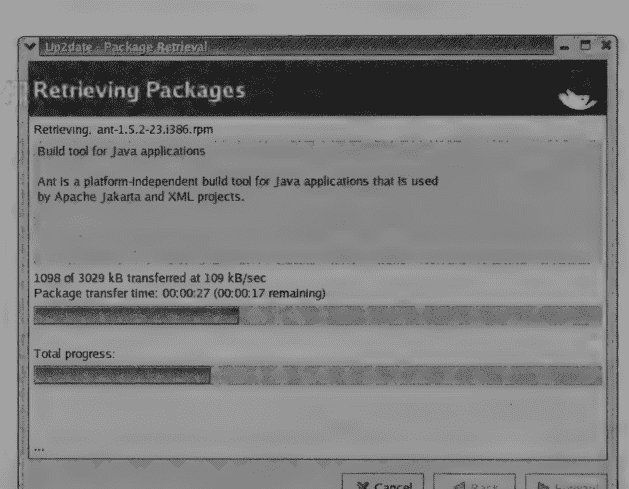 Up2date - Package Retrieval
Retrieving Packages
Retrieving, ant-1.5.2-23.i386.rpm
Build tool for Java applications
Ant is a platform-independent build tool for Java applications that is used
by Apache Jakarta and XML projects.
1098 of 3029 kB transferred at 109 kB/sec
Package transfer time: 00:00:27 (00:00:17 remaining)
Total progress:
...
Cancel Back Forward